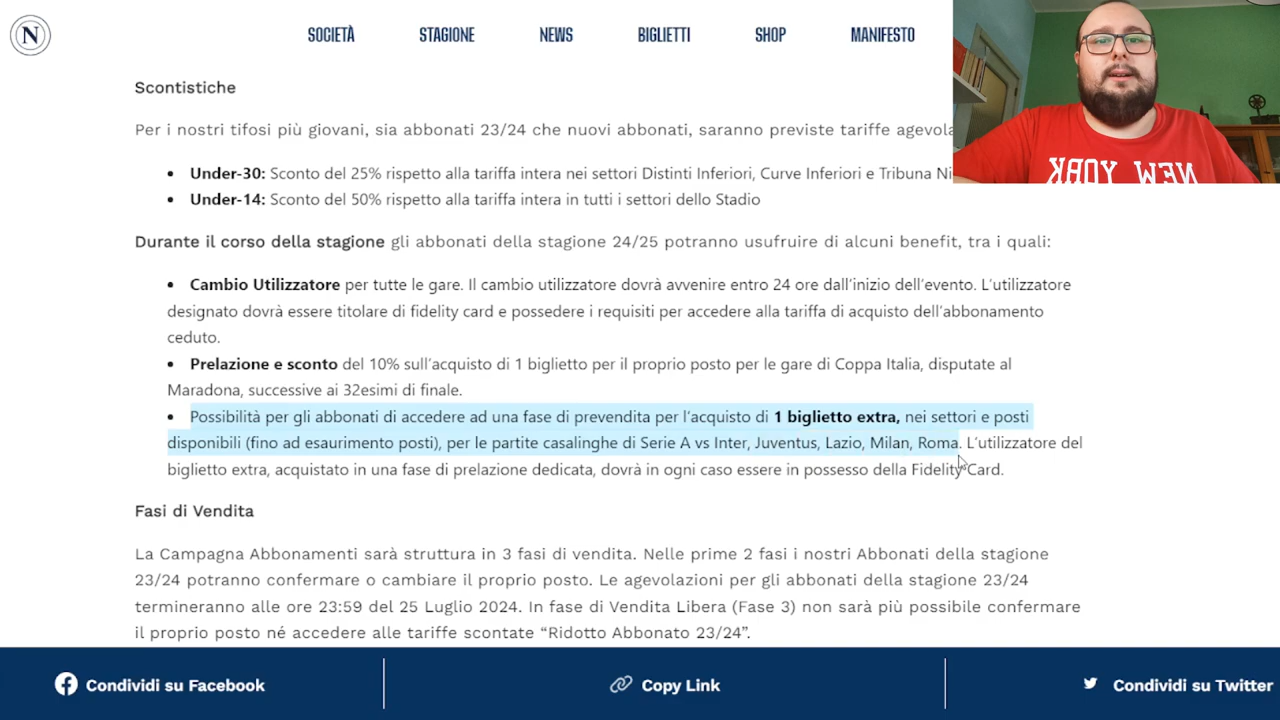 N
SOCIETÀ STAGIONE NEWS BIGLIETTI SHOP MANIFESTO
Scontistiche
Per i nostri tifosi più giovani, sia abbonati 23/24 che nuovi abbonati, saranno previste tariffe
• Under-30: Sconto del 25% rispetto alla tariffa intera nei settori Distinti Inferiori, Curve Inferiori e Tribuna
• Under-14: Sconto del 50% rispetto alla tariffa intera in tutti i settori dello Stadio
Durante il corso della stagione gli abbonati della stagione 24/25 potranno usufruire di alcuni benefit, tra i quali:
• Cambio Utilizzatore per tutte le gare. Il cambio utilizzatore dovrà avvenire entro 24 ore dall'inizio dell'evento. L'utilizzatore
designato dovrà essere titolare di fidelity card e possedere i requisiti per accedere alla tariffa di acquisto dell'abbonamento
ceduto.
• Prelazione e sconto del 10% sull'acquisto di 1 biglietto per il proprio posto per le gare di Coppa Italia, disputate al
Maradona, successive ai 32esimi di finale.
• Possibilità per gli abbonati di accedere ad una fase di prevendita per l'acquisto di 1 biglietto extra, nei settori e posti
disponibili (fino ad esaurimento posti), per le partite casalinghe di Serie A vs Inter, Juventus, Lazio, Milan, Roma. L'utilizzatore del
biglietto extra, acquistato in una fase di prelazione dedicata, dovrà in ogni caso essere in possesso della Fidelity Card.
Fasi di Vendita
La Campagna Abbonamenti sarà struttura in 3 fasi di vendita. Nelle prime 2 fasi i nostri Abbonati della stagione
23/24 potranno confermare o cambiare il proprio posto. Le agevolazioni per gli abbonati della stagione 23/24
termineranno alle ore 23:59 del 25 Luglio 2024. In fase di Vendita Libera (Fase 3) non sarà più possibile confermare
il proprio posto né accedere alle tariffe scontate “Ridotto Abbonato 23/24”.
Condividi su Facebook Copy Link Condividi su Twitter
NEW YORK